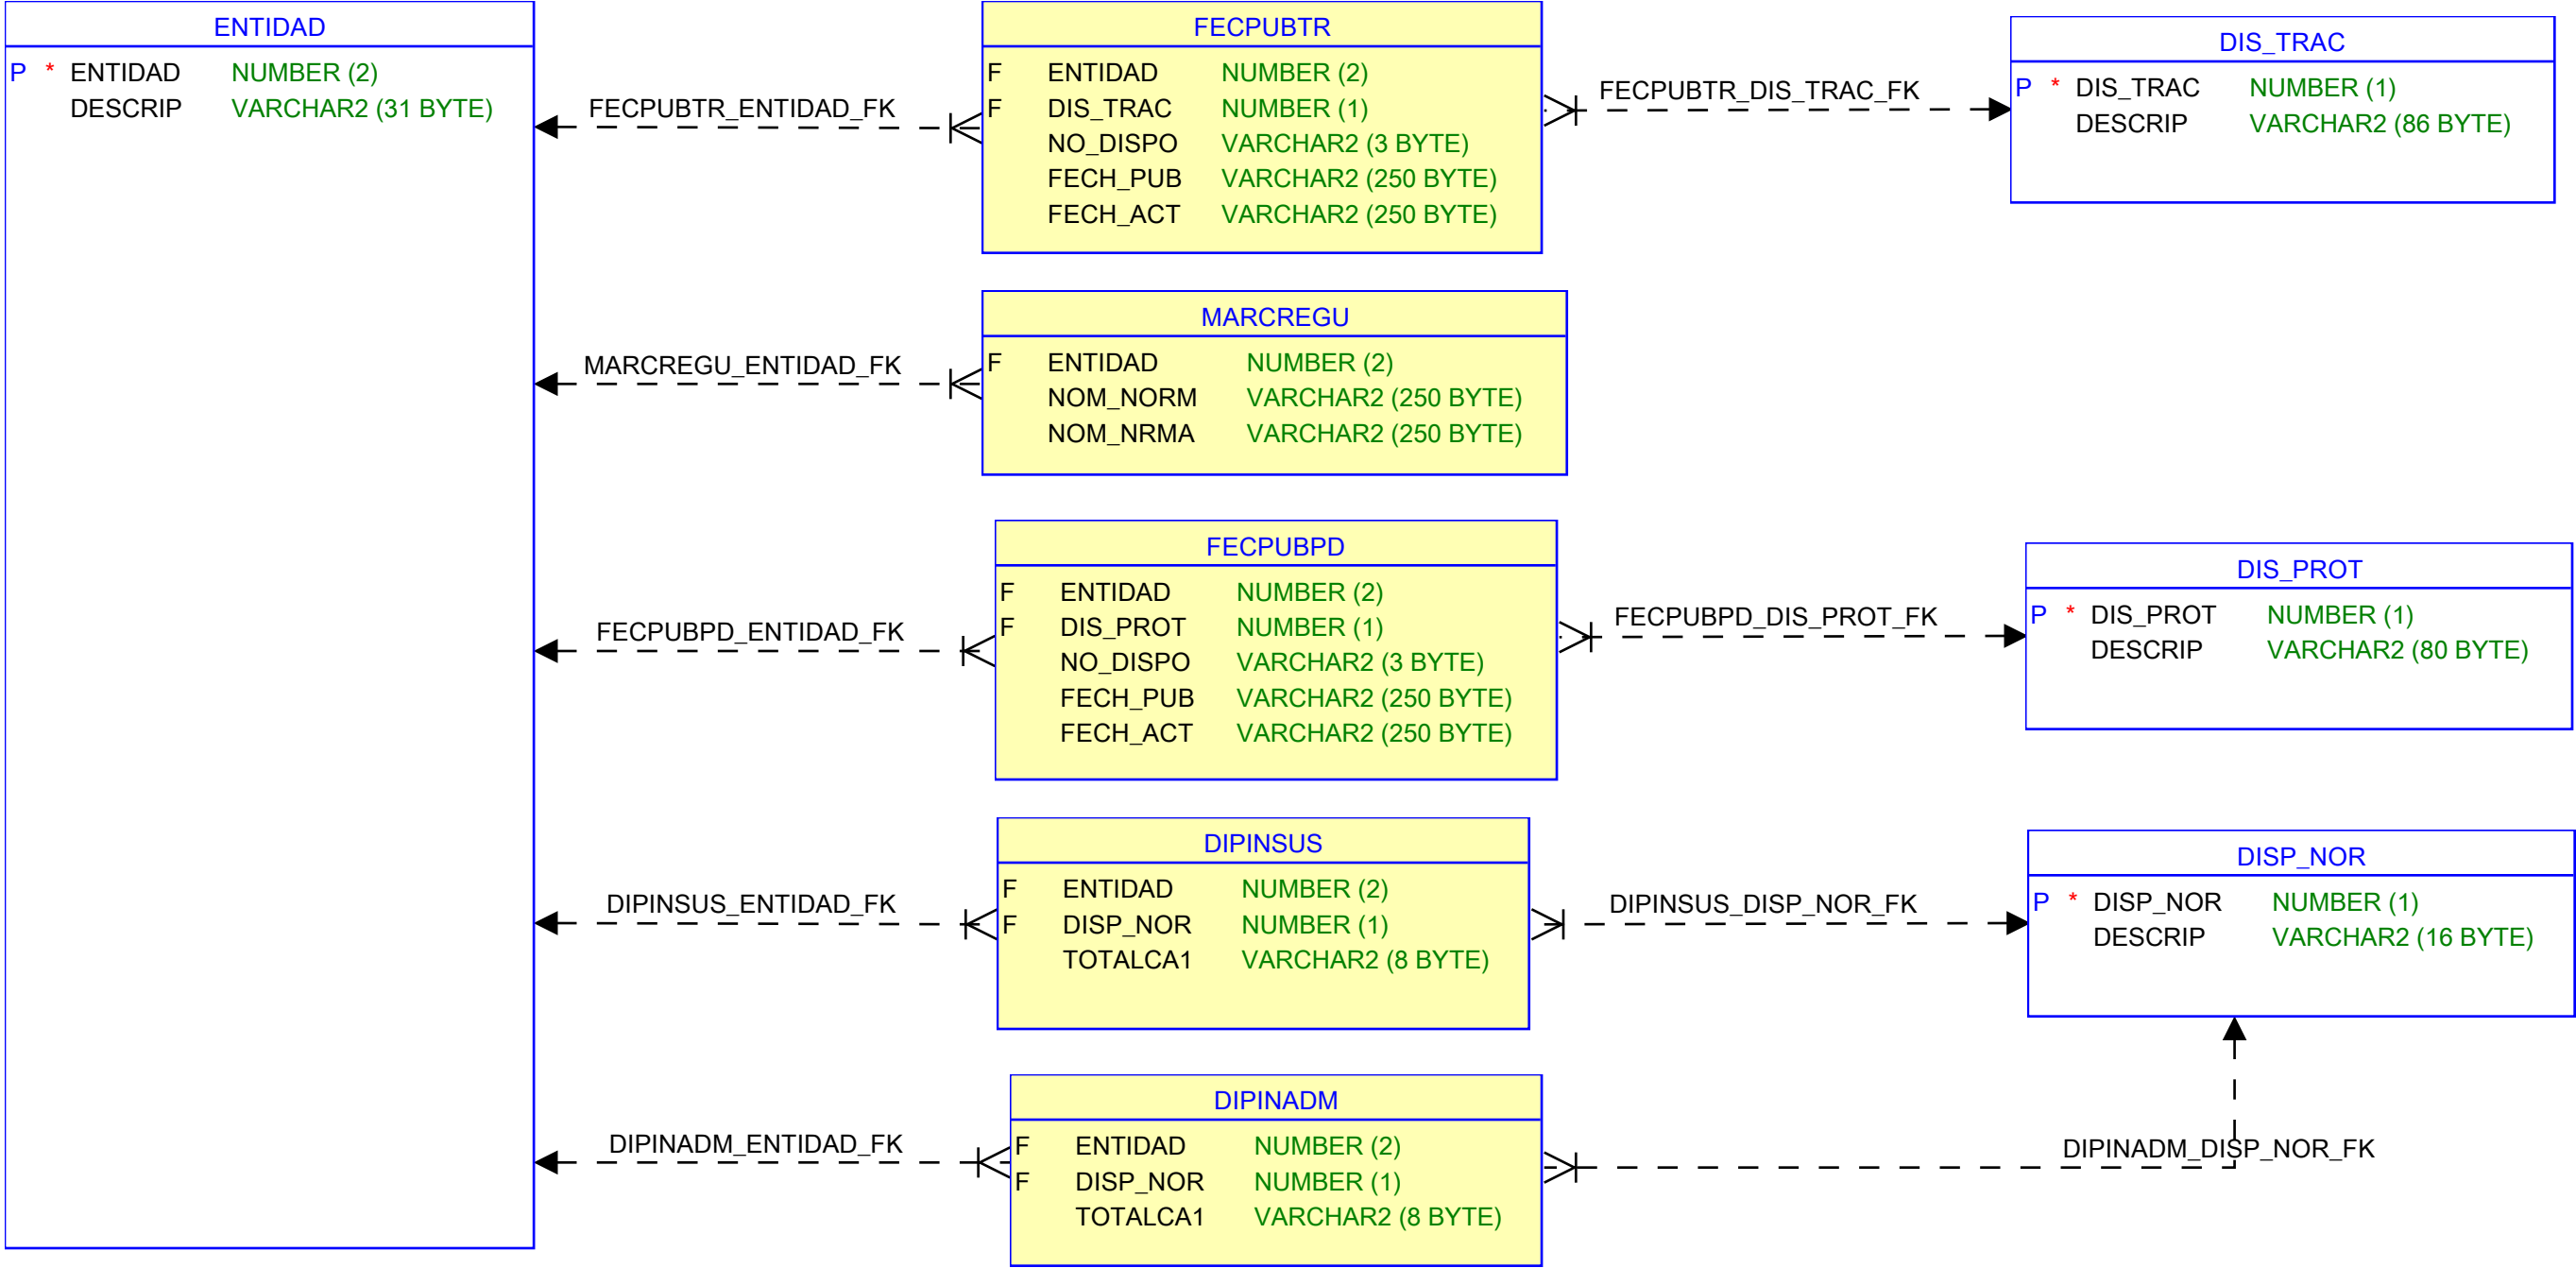 ENTIDAD
P * ENTIDAD NUMBER (2)
DESCRIP VARCHAR2 (31 BYTE)
FECPUBTR_ENTIDAD_FK
FECPUBTR
F ENTIDAD NUMBER (2)
F DIS_TRAC NUMBER (1)
NO_DISPO VARCHAR2 (3 BYTE)
FECH_PUB VARCHAR2 (250 BYTE)
FECH_ACT VARCHAR2 (250 BYTE)
FECPUBTR_DIS_TRAC_FK
DIS_TRAC
P * DIS_TRAC NUMBER (1)
DESCRIP VARCHAR2 (86 BYTE)
MARCREGU_ENTIDAD_FK
MARCREGU
F ENTIDAD NUMBER (2)
NOM_NORM VARCHAR2 (250 BYTE)
NOM_NRMA VARCHAR2 (250 BYTE)
FECPUBPD_ENTIDAD_FK
FECPUBPD
F ENTIDAD NUMBER (2)
F DIS_PROT NUMBER (1)
NO_DISPO VARCHAR2 (3 BYTE)
FECH_PUB VARCHAR2 (250 BYTE)
FECH_ACT VARCHAR2 (250 BYTE)
FECPUBPD_DIS_PROT_FK
DIS_PROT
P * DIS_PROT NUMBER (1)
DESCRIP VARCHAR2 (80 BYTE)
DIPINSUS_ENTIDAD_FK
DIPINSUS
F ENTIDAD NUMBER (2)
F DISP_NOR NUMBER (1)
TOTALCA1 VARCHAR2 (8 BYTE)
DIPINSUS_DISP_NOR_FK
DISP_NOR
P * DISP_NOR NUMBER (1)
DESCRIP VARCHAR2 (16 BYTE)
DIPINADM_ENTIDAD_FK
DIPINADM
F ENTIDAD NUMBER (2)
F DISP_NOR NUMBER (1)
TOTALCA1 VARCHAR2 (8 BYTE)
DIPINADM_DISP_NOR_FK